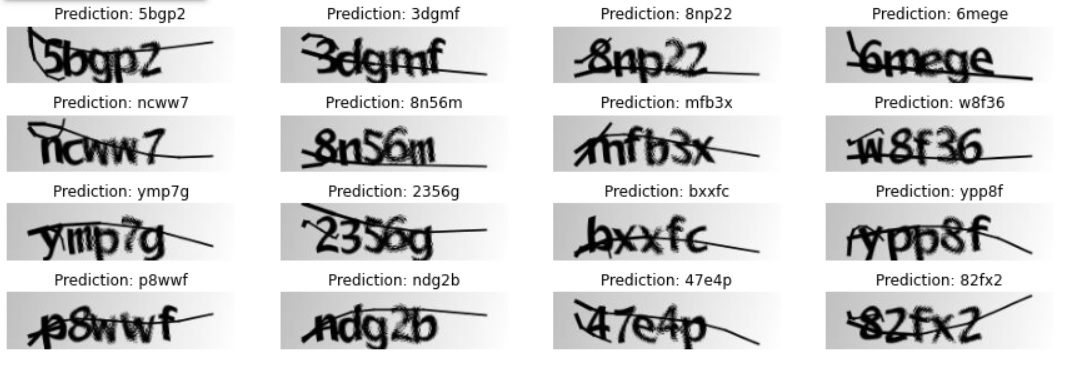 Prediction: 5bgp2 Prediction: 3dgmf Prediction: 8np22 Prediction: 6mege
5bgp2 3dgmf 8np22 6mege
Prediction: ncww7 Prediction: 8n56m Prediction: mfb3x Prediction: w8f36
ncww7 8n56m mfb3x w8f36
Prediction: ymp7g Prediction: 2356g Prediction: bxxfc Prediction: ypp8f
ymp7g 2356g bxxfc ypp8f
Prediction: p8wwf Prediction: ndg2b Prediction: 47e4p Prediction: 82fx2
p8wwf ndg2b 47e4p 82fx2